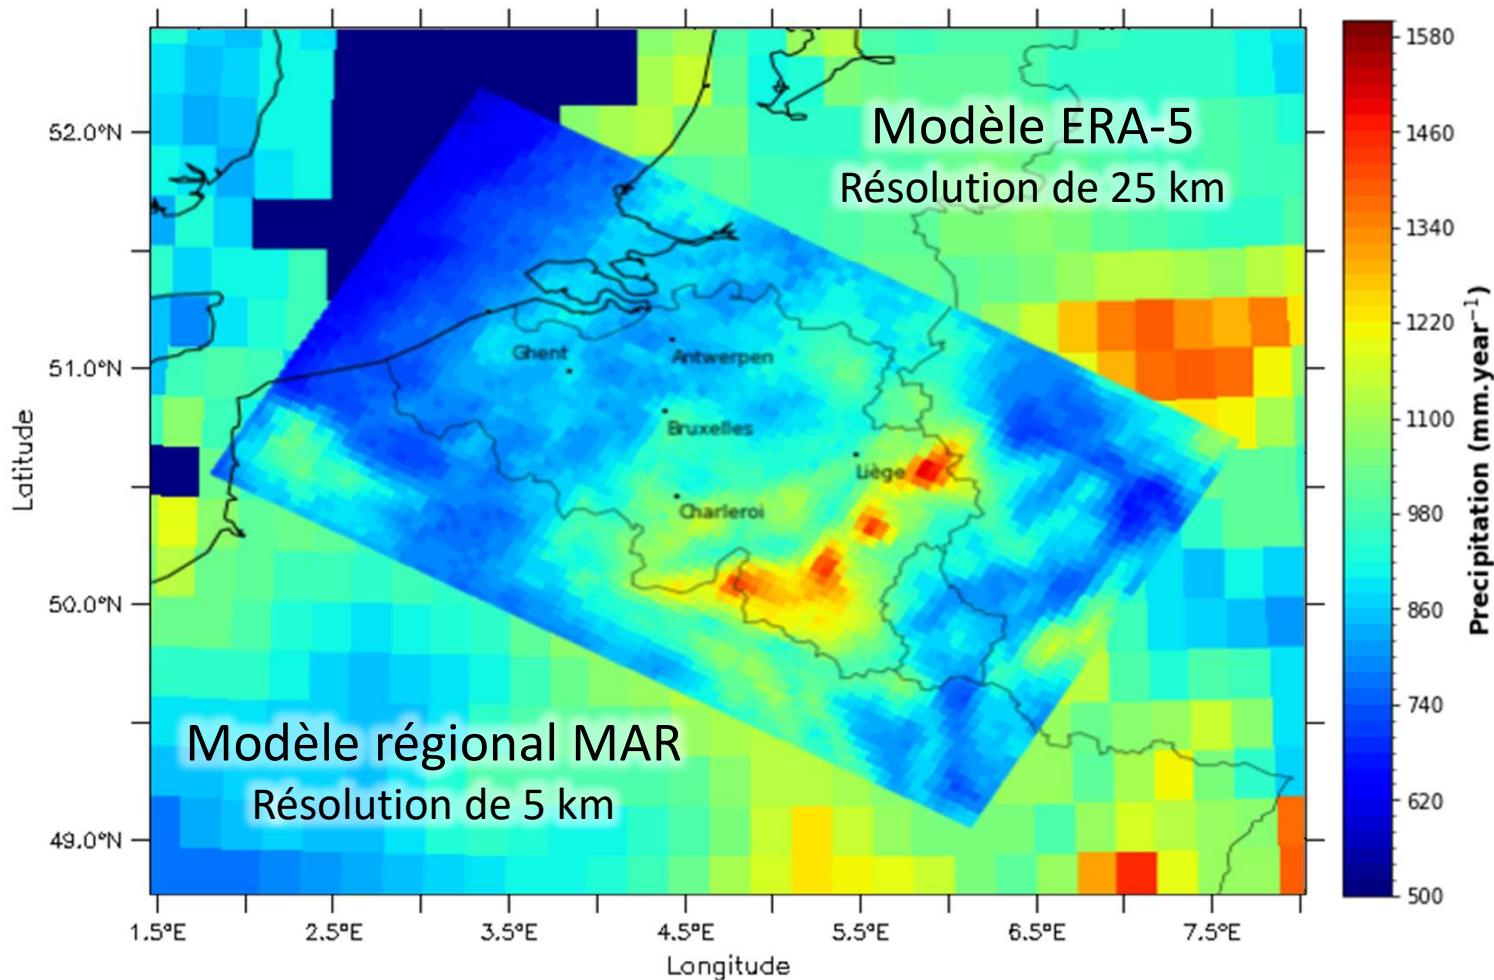 Modèle ERA-5
Résolution de 25 km
Modèle régional MAR
Résolution de 5 km
Ghent
Antwerpen
Bruxelles
Liège
Charleroi
52.0°N
51.0°N
50.0°N
49.0°N
Latitude
1.5°E 2.5°E 3.5°E 4.5°E 5.5°E 6.5°E 7.5°E
Longitude
1580
1460
1340
1220
1100
980
860
740
620
500
Precipitation (mm.year⁻¹)